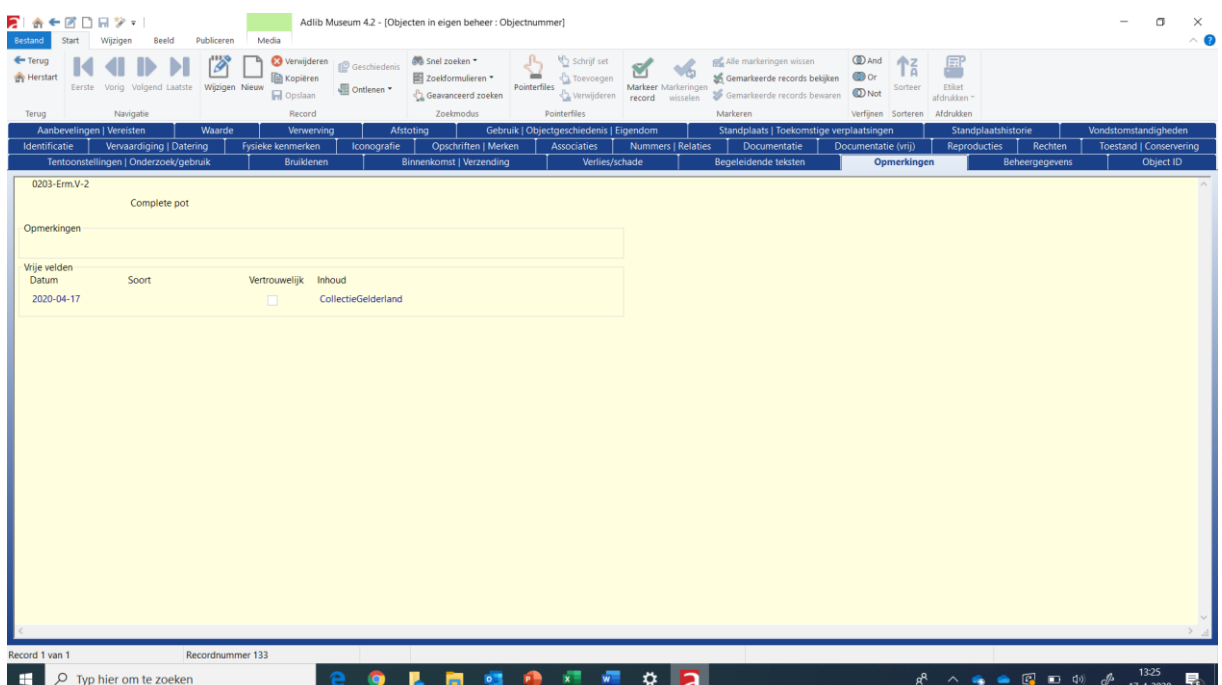 Adlib Museum 4.2 - [Objecten in eigen beheer : Objectnummer]
Bestand Start Wijzigen Beeld Publiceren Media
Terug
Herstart
Eerste Vorig Volgend Laatste
Wijzigen Nieuw
Verwijderen
Kopiëren
Opslaan
Geschiedenis
Ontlenen
Snel zoeken
Zoekformulieren
Geavanceerd zoeken
Pointerfiles
Schrijf set
Toevoegen
Verwijderen
Markeer record
Markeringen wisselen
Alle markeringen wissen
Gemarkeerde records bekijken
Gemarkeerde records bewaren
And
Or
Not
Sorteer
Etiket afdrukken
Terug Navigatie Record Zoekmodus Pointerfiles Markeren Verfijnen Sorteren Afdrukken
Aanbevelingen | Vereisten Waarde Verwerving Afstoting Gebruik | Objectgeschiedenis | Eigendom Standplaats | Toekomstige verplaatsingen Standplaatshistorie Vondstomstandigheden
Identificatie Vervaardiging | Datering Fysieke kenmerken Iconografie Opschriften | Merken Associaties Nummers | Relaties Documentatie Documentatie (vrij) Reproducties Rechten Toestand | Conservering
Tentoonstellingen | Onderzoek/gebruik Bruiklenen Binnenkomst | Verzending Verlies/schade Begeleidende teksten Opmerkingen Beheergegevens Object ID
0203-Erm.V-2
Complete pot
Opmerkingen
Vrije velden
Datum Soort Vertrouwelijk Inhoud
2020-04-17 CollectieGelderland
Record 1 van 1 Recordnummer 133
Typ hier om te zoeken
13:25
17-4-2020